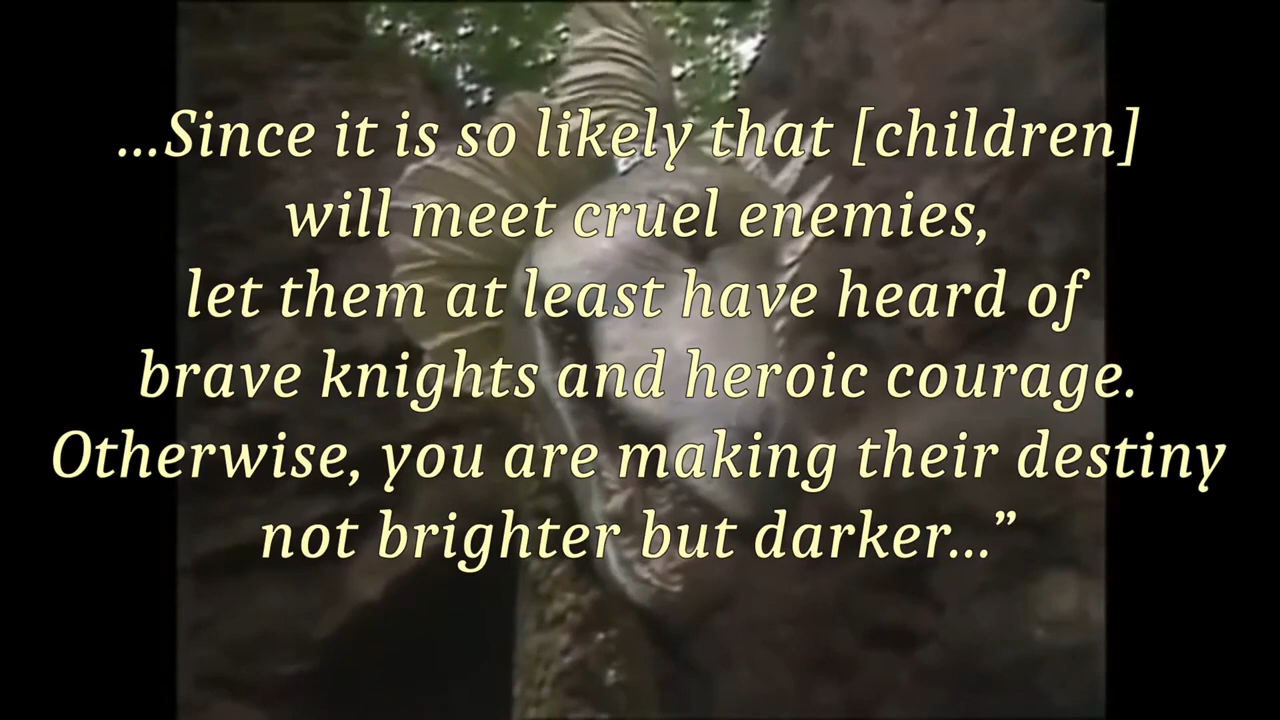 ...Since it is so likely that [children]
will meet cruel enemies,
let them at least have heard of
brave knights and heroic courage.
Otherwise, you are making their destiny
not brighter but darker...”